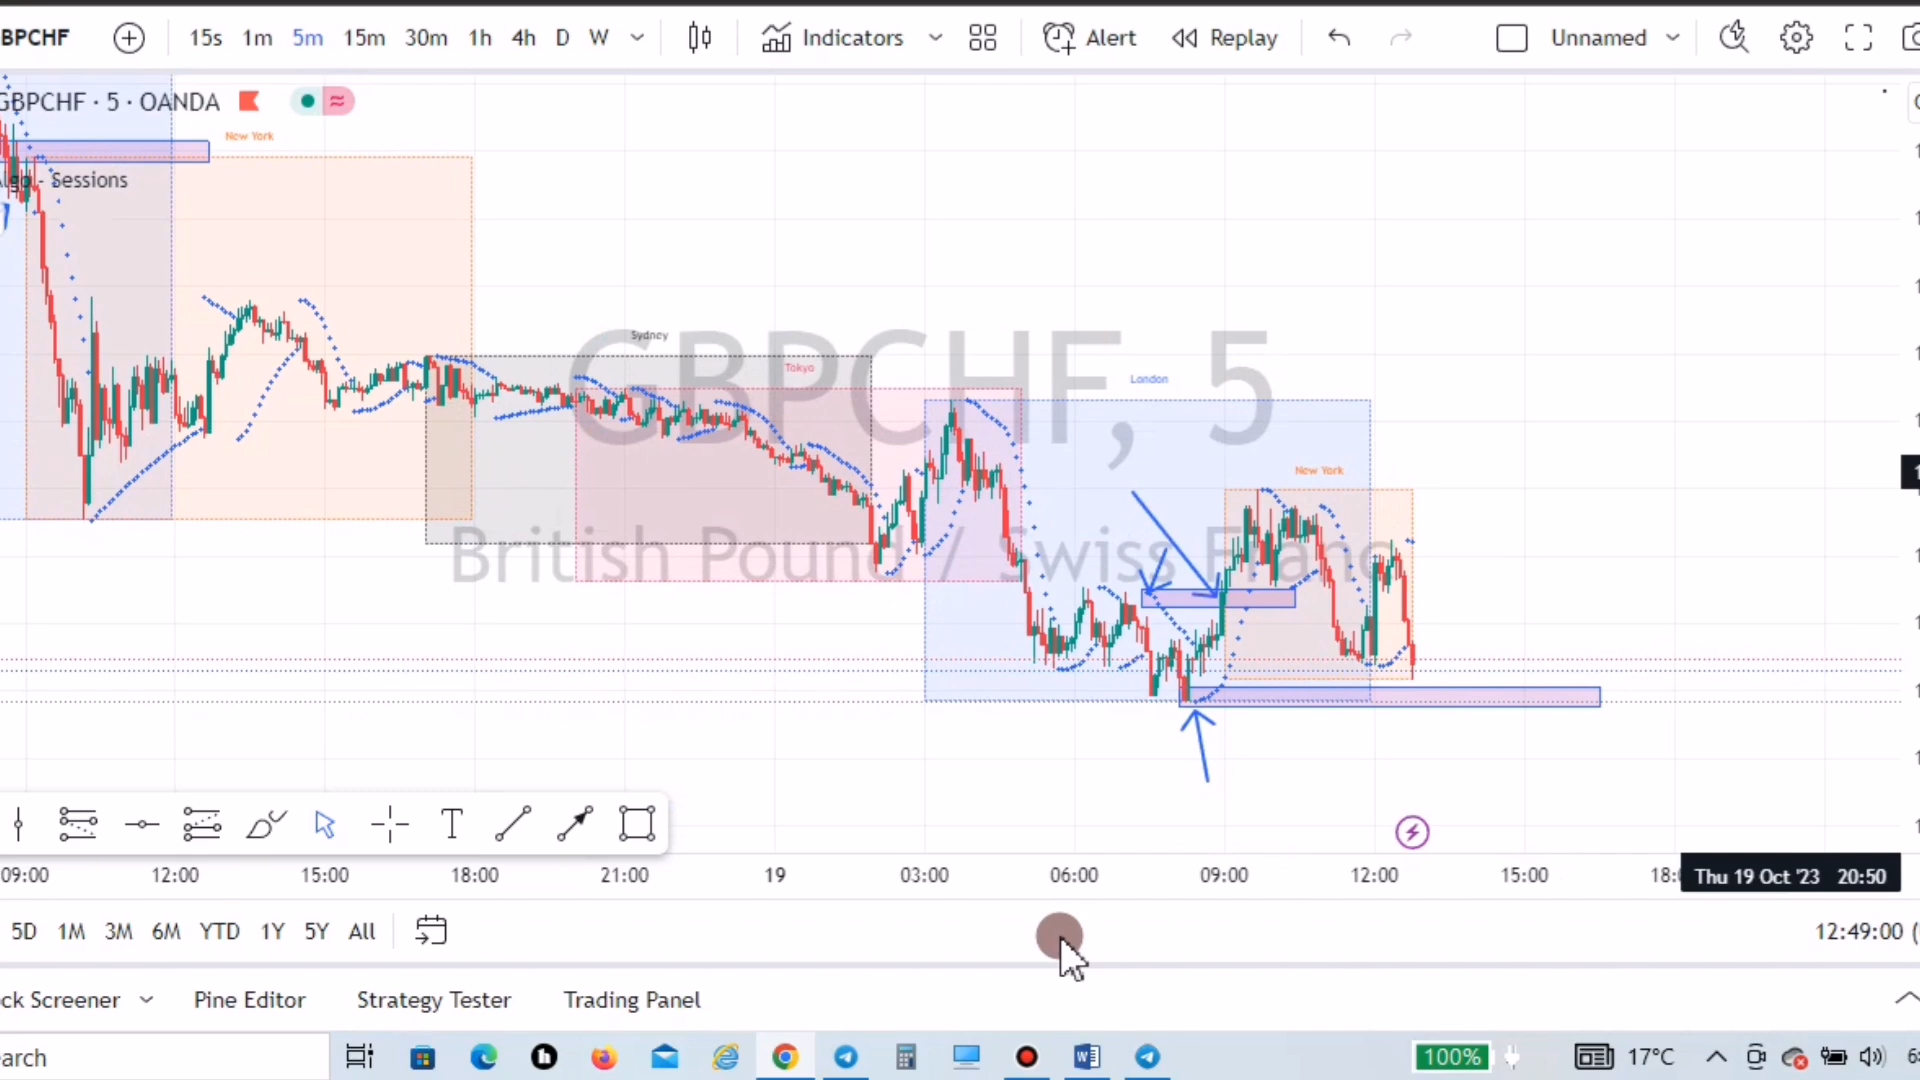 BPCHF 15s 1m 5m 15m 30m 1h 4h D W Indicators Alert Replay Unnamed
GBPCHF · 5 · OANDA
New York
Algo - Sessions
Sydney
Tokyo
London
New York
GBPCHF, 5
British Pound / Swiss Franc
T
09:00 12:00 15:00 18:00 21:00 19 03:00 06:00 09:00 12:00 15:00 18: Thu 19 Oct '23 20:50
5D 1M 3M 6M YTD 1Y 5Y All 12:49:00 (
ck Screener Pine Editor Strategy Tester Trading Panel
earch 100% 17°C